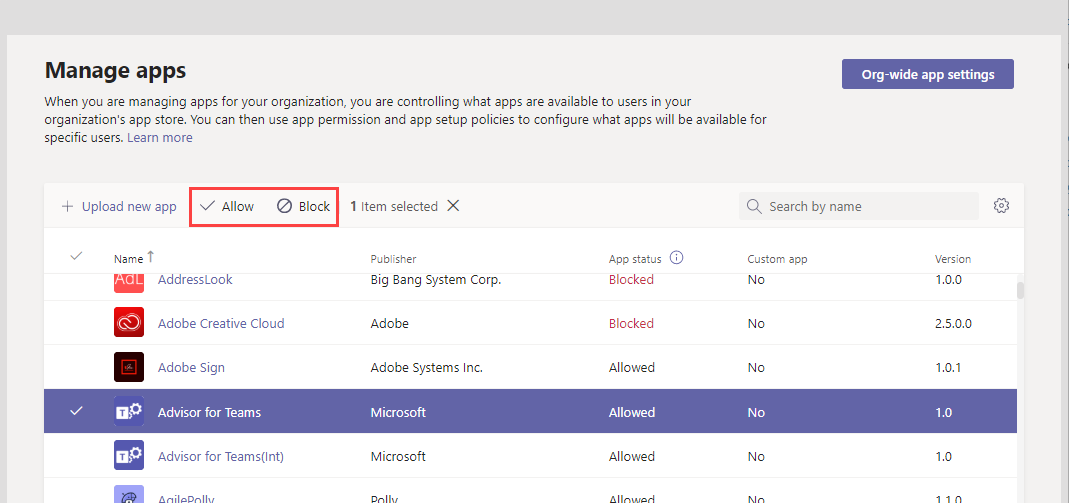 Manage apps
Org-wide app settings
When you are managing apps for your organization, you are controlling what apps are available to users in your
organization's app store. You can then use app permission and app setup policies to configure what apps will be available for
specific users. Learn more
Upload new app Allow Block 1 Item selected Search by name
Name Publisher App status Custom app Version
AdL AddressLook Big Bang System Corp. Blocked No 1.0.0
Adobe Creative Cloud Adobe Blocked No 2.5.0.0
Adobe Sign Adobe Systems Inc. Allowed No 1.0.1
Advisor for Teams Microsoft Allowed No 1.0
Advisor for Teams(Int) Microsoft Allowed No 1.0
AgilePolly Polly Allowed No 1.1.0